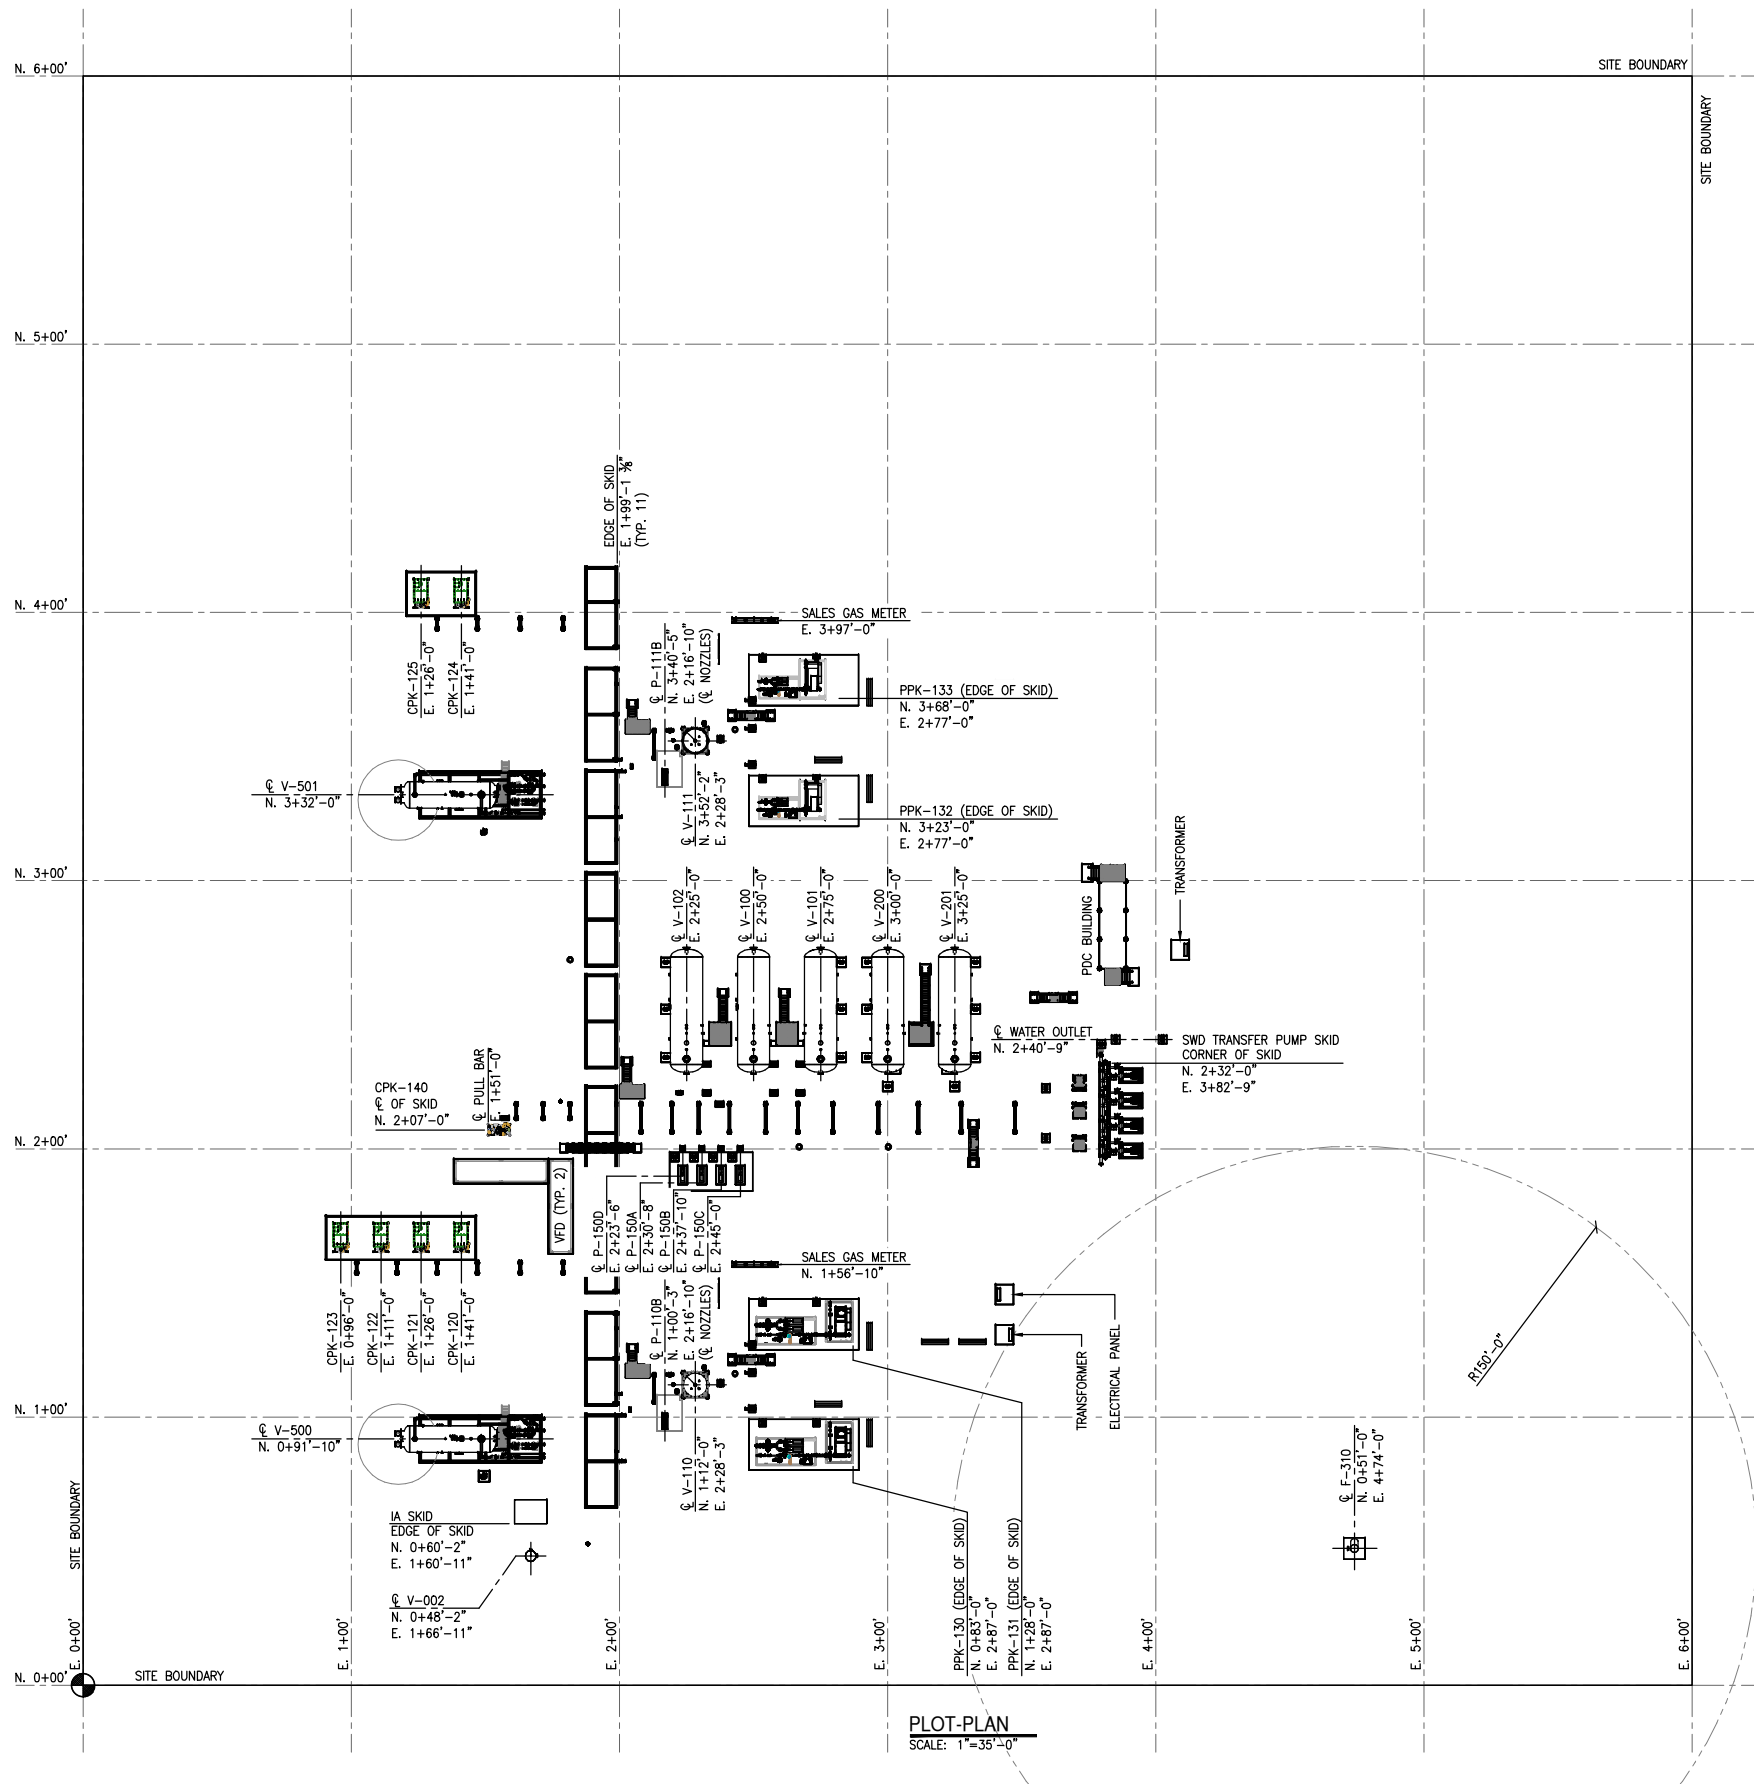 N. 6+00'
SITE BOUNDARY
SITE BOUNDARY
N. 5+00'
EDGE OF SKID
E. 1+99'-1 3/8"
(TYP. 11)
N. 4+00'
CPK-125
E. 1+26'-0"
CPK-124
E. 1+41'-0"
℄ P-111B
N. 3+40'-5"
E. 2+16'-10"
(℄ NOZZLES)
SALES GAS METER
E. 3+97'-0"
PPK-133 (EDGE OF SKID)
N. 3+68'-0"
E. 2+77'-0"
℄ V-501
N. 3+32'-0"
℄ V-111
N. 3+52'-2"
E. 2+28'-3"
PPK-132 (EDGE OF SKID)
N. 3+23'-0"
E. 2+77'-0"
TRANSFORMER
N. 3+00'
℄ V-102
E. 2+25'-0"
℄ V-100
E. 2+50'-0"
℄ V-101
E. 2+75'-0"
℄ V-200
E. 3+00'-0"
℄ V-201
E. 3+25'-0"
PDC BUILDING
℄ WATER OUTLET
N. 2+40'-9"
SWD TRANSFER PUMP SKID
CORNER OF SKID
N. 2+32'-0"
E. 3+82'-9"
CPK-140
℄ OF SKID
N. 2+07'-0"
℄ PULL BAR
E. 1+51'-0"
N. 2+00'
VFD (TYP. 2)
℄ P-150D
E. 2+23'-6"
℄ P-150A
E. 2+30'-8"
℄ P-150B
E. 2+37'-10"
℄ P-150C
E. 2+45'-0"
SALES GAS METER
N. 1+56'-10"
CPK-123
E. 0+96'-0"
CPK-122
E. 1+11'-0"
CPK-121
E. 1+26'-0"
CPK-120
E. 1+41'-0"
℄ P-110B
N. 1+00'-3"
E. 2+16'-10"
(℄ NOZZLES)
TRANSFORMER
ELECTRICAL PANEL
R150'-0"
N. 1+00'
℄ V-500
N. 0+91'-10"
℄ V-110
N. 1+12'-0"
E. 2+28'-3"
℄ F-310
N. 0+51'-0"
E. 4+74'-0"
SITE BOUNDARY
IA SKID
EDGE OF SKID
N. 0+60'-2"
E. 1+60'-11"
℄ V-002
N. 0+48'-2"
E. 1+66'-11"
PPK-130 (EDGE OF SKID)
N. 0+83'-0"
E. 2+87'-0"
PPK-131 (EDGE OF SKID)
N. 1+28'-0"
E. 2+87'-0"
E. 0+00'
E. 1+00'
E. 2+00'
E. 3+00'
E. 4+00'
E. 5+00'
E. 6+00'
N. 0+00'
SITE BOUNDARY
PLOT-PLAN
SCALE: 1"=35'-0"